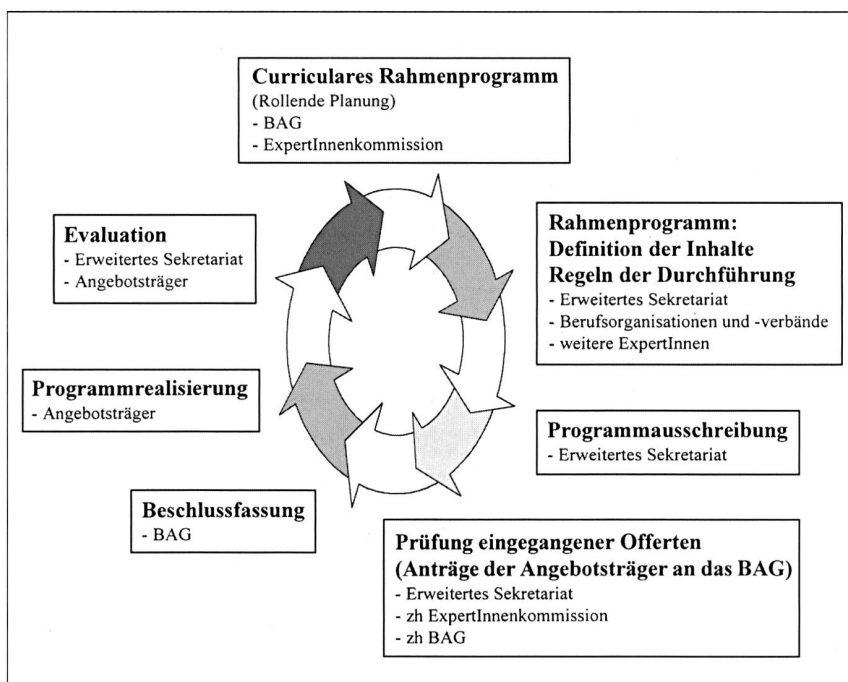 Curriculares Rahmenprogramm
(Rollende Planung)
- BAG
- ExpertInnenkommission
Rahmenprogramm:
Definition der Inhalte
Regeln der Durchführung
- Erweitertes Sekretariat
- Berufsorganisationen und -verbände
- weitere ExpertInnen
Programmausschreibung
- Erweitertes Sekretariat
Prüfung eingegangener Offerten
(Anträge der Angebotsträger an das BAG)
- Erweitertes Sekretariat
- zh ExpertInnenkommission
- zh BAG
Beschlussfassung
- BAG
Programmrealisierung
- Angebotsträger
Evaluation
- Erweitertes Sekretariat
- Angebotsträger